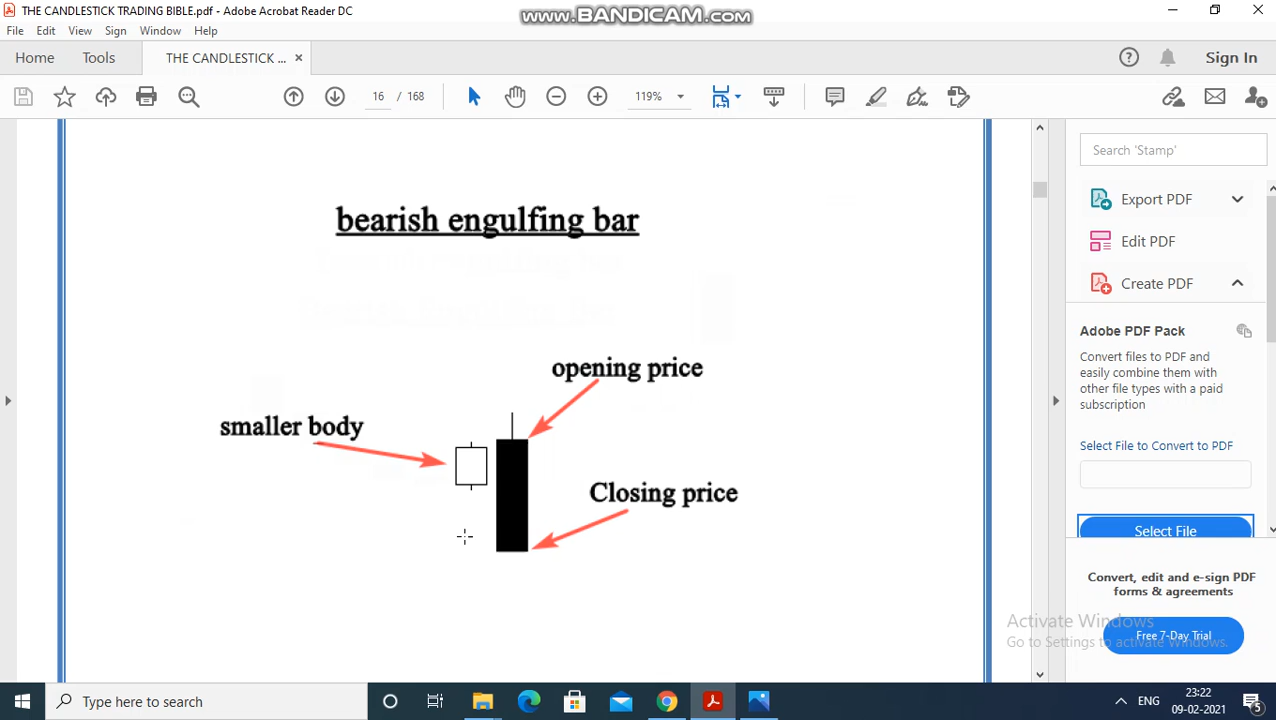 THE CANDLESTICK TRADING BIBLE.pdf - Adobe Acrobat Reader DC
www.BANDICAM.com
File Edit View Sign Window Help
Home Tools THE CANDLESTICK ... ×
? Sign In
16 / 168 119%
Search 'Stamp'
bearish engulfing bar
Export PDF
Edit PDF
Create PDF
Adobe PDF Pack
Convert files to PDF and
easily combine them with
other file types with a paid
subscription
opening price
smaller body
Select File to Convert to PDF
Closing price
Select File
Convert, edit and e-sign PDF
forms & agreements
Activate Windows
Go to Settings to activate Windows.
Free 7-Day Trial
Type here to search
ENG
23:22
09-02-2021
5